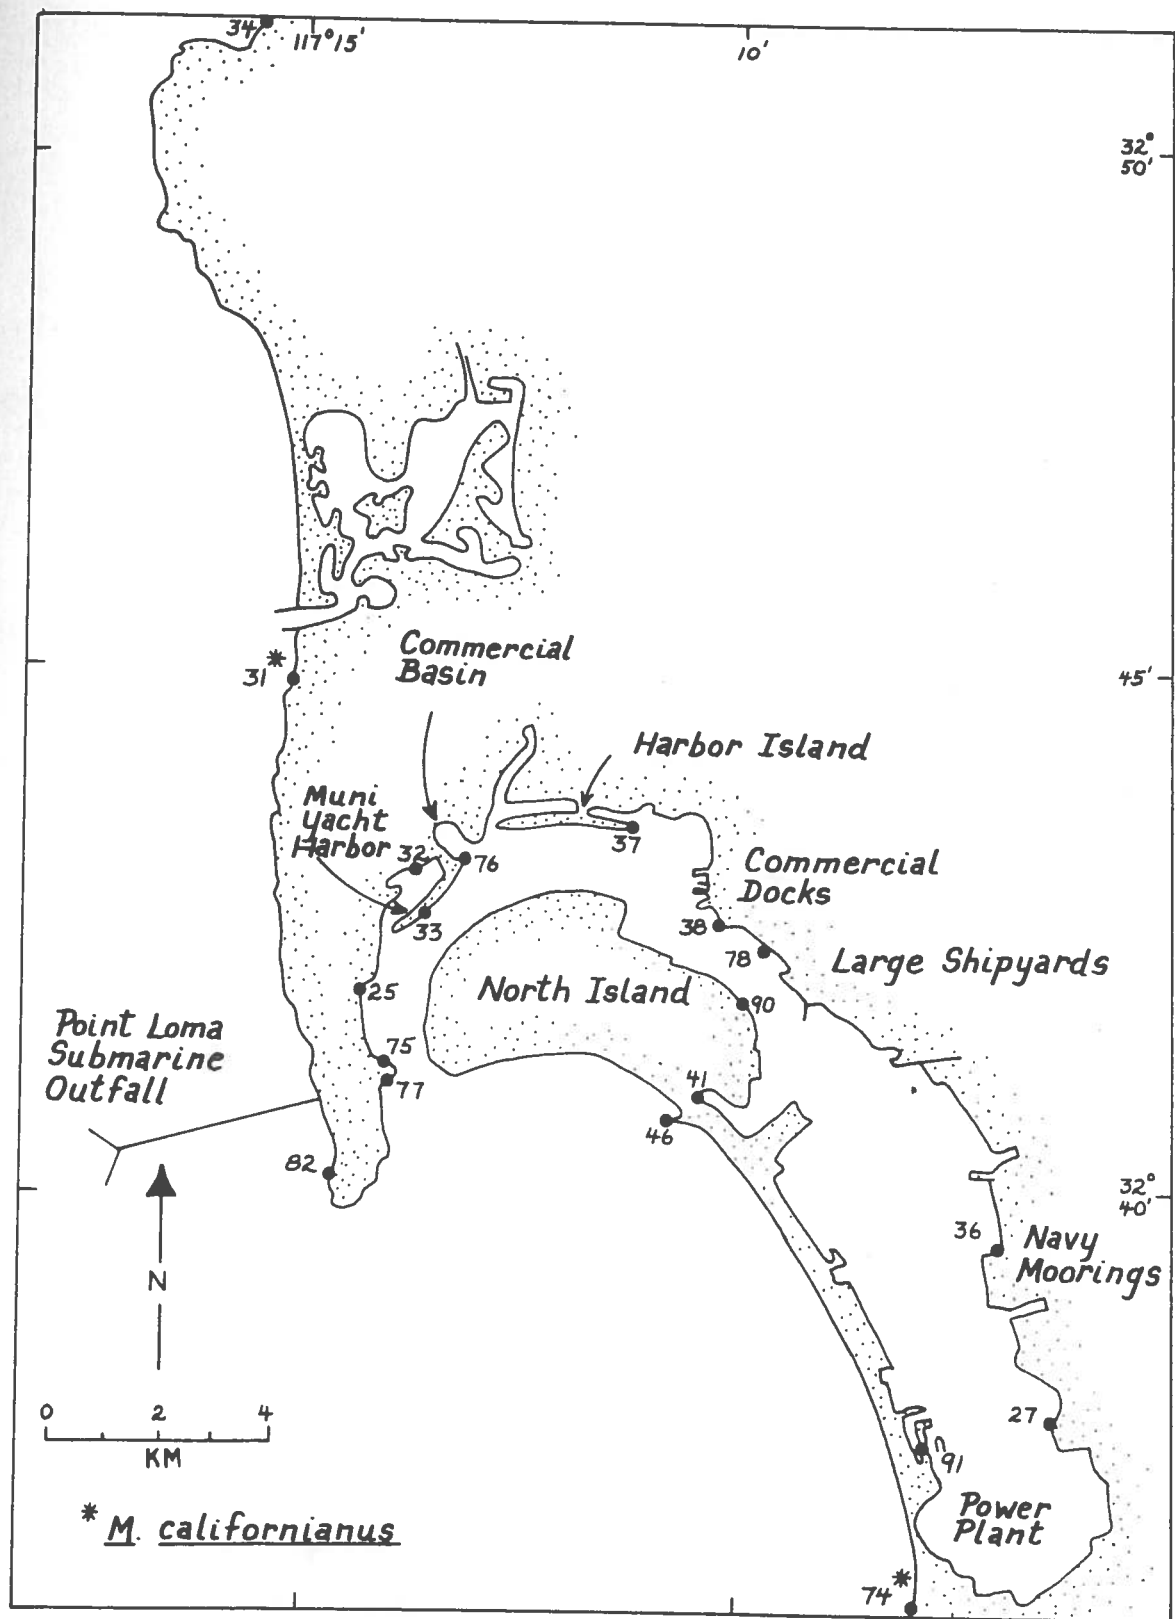 34
117°15'
10'
32°
50'
Commercial
Basin
*
31
45'
Harbor Island
Muni
Yacht
Harbor
32
76
37
Commercial
Docks
33
38
78
Large Shipyards
25
North Island
90
Point Loma
Submarine
Outfall
75
77
41
46
82
32°
40'
36
Navy
Moorings
N
0 2 4
KM
27
91
Power
Plant
* M. californianus
*
74